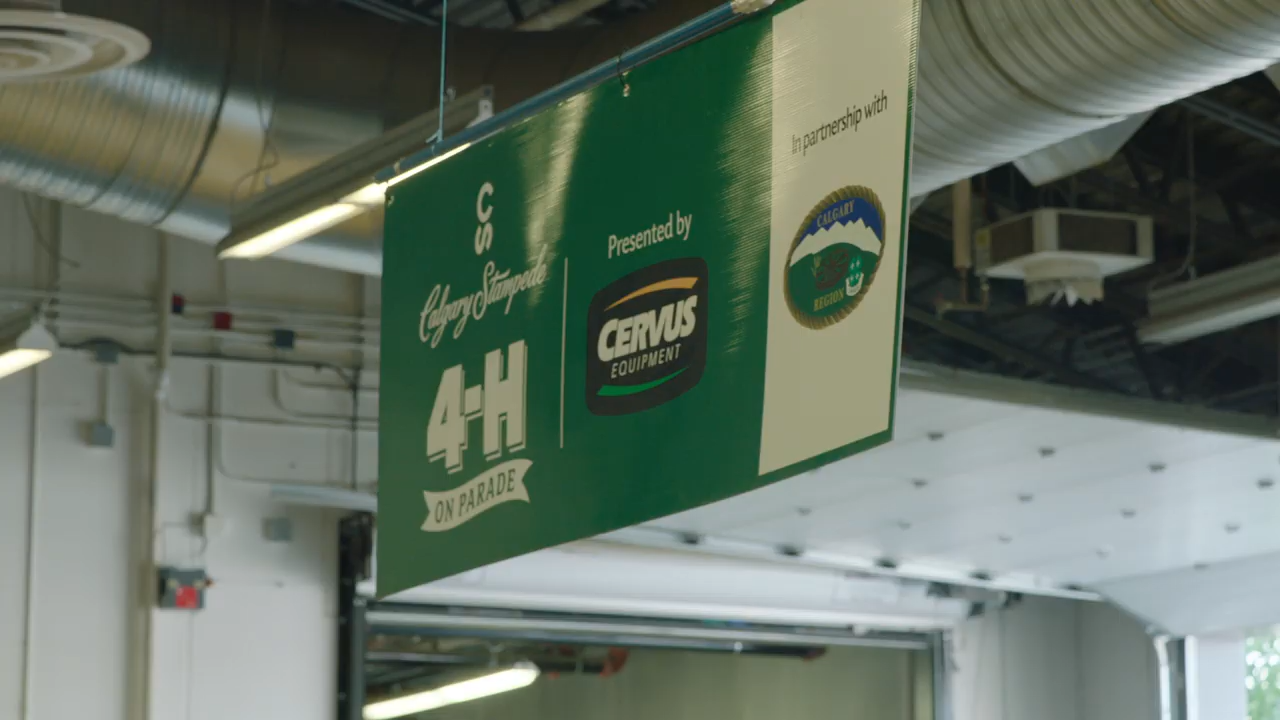 CS
Calgary Stampede
4-H
ON PARADE
Presented by
CERVUS
EQUIPMENT
In partnership with
CALGARY
REGION